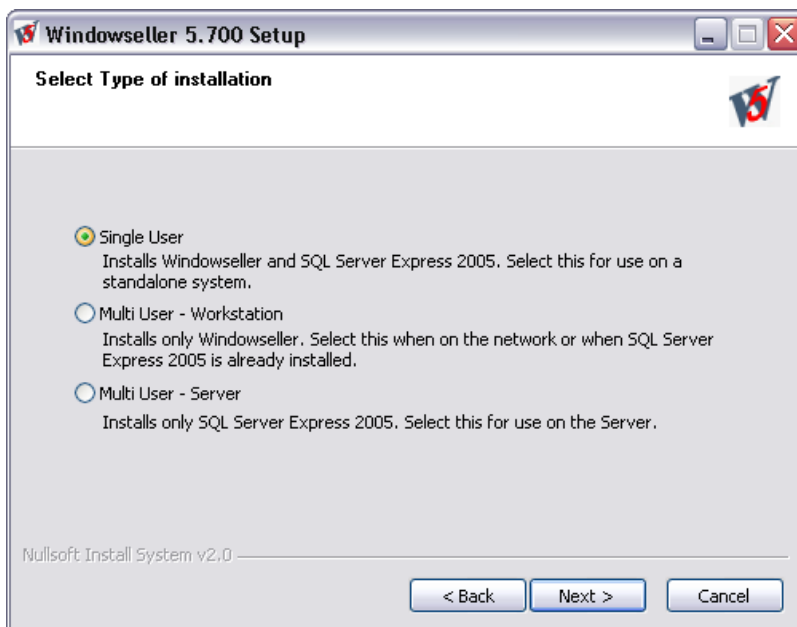 Windowseller 5.700 Setup
Select Type of installation
Single User
Installs Windowseller and SQL Server Express 2005. Select this for use on a
standalone system.
Multi User - Workstation
Installs only Windowseller. Select this when on the network or when SQL Server
Express 2005 is already installed.
Multi User - Server
Installs only SQL Server Express 2005. Select this for use on the Server.
Nullsoft Install System v2.0
< Back
Next >
Cancel